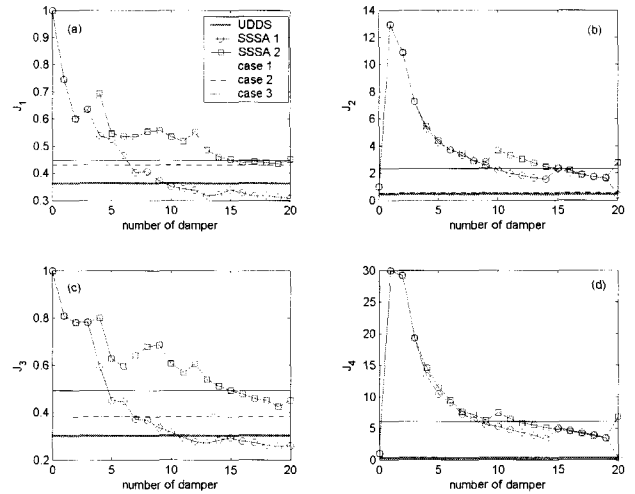 (a)
UDDS
SSSA 1
SSSA 2
case 1
case 2
case 3
J1
1
0.9
0.8
0.7
0.6
0.5
0.4
0.3
0 5 10 15 20
number of damper
(b)
J2
14
12
10
8
6
4
2
0
0 5 10 15 20
number of damper
(c)
J3
1
0.8
0.6
0.4
0.2
0 5 10 15 20
number of damper
(d)
J4
30
25
20
15
10
5
0
0 5 10 15 20
number of damper